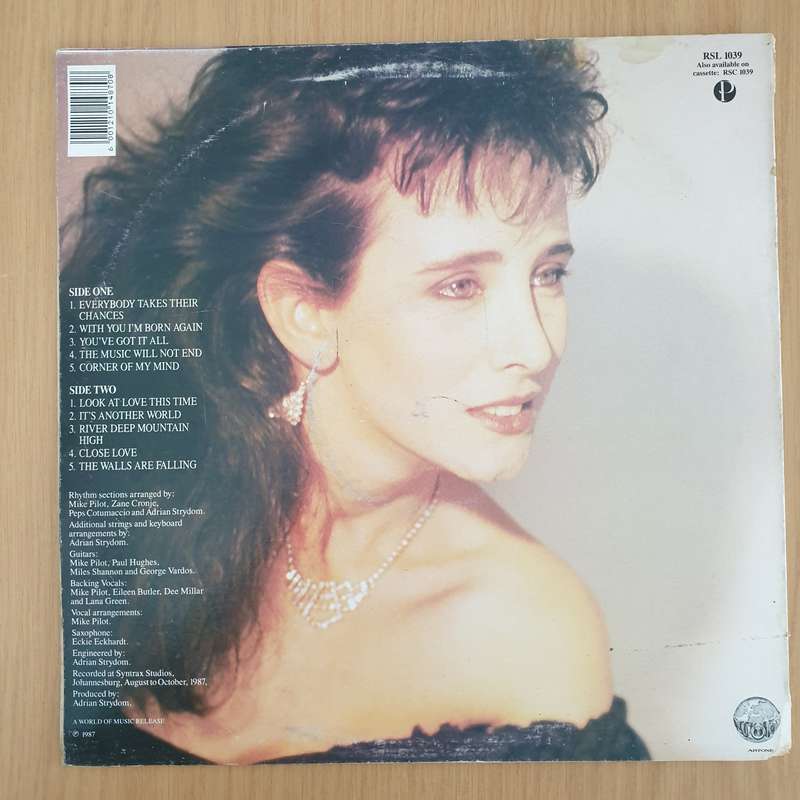 RSL 1039
Also available on
cassette: RSC 1039
SIDE ONE
1. EVERYBODY TAKES THEIR
CHANCES
2. WITH YOU I'M BORN AGAIN
3. YOU'VE GOT IT ALL
4. THE MUSIC WILL NOT END
5. CORNER OF MY MIND
SIDE TWO
1. LOOK AT LOVE THIS TIME
2. IT'S ANOTHER WORLD
3. RIVER DEEP MOUNTAIN
HIGH
4. CLOSE LOVE
5. THE WALLS ARE FALLING
Rhythm sections arranged by:
Mike Pilot, Zane Cronje,
Peps Cotumaccio and Adrian Strydom.
Additional strings and keyboard
arrangements by:
Adrian Strydom.
Guitars:
Mike Pilot, Paul Hughes,
Miles Shannon and George Vardos.
Backing Vocals:
Mike Pilot, Eileen Butler, Dee Millar
and Lana Green.
Vocal arrangements:
Mike Pilot.
Saxophone:
Eckie Eckhardt.
Engineered by:
Adrian Strydom.
Recorded at Syntrax Studios,
Johannesburg, August to October, 1987,
Produced by:
Adrian Strydom,
A WORLD OF MUSIC RELEASE
℗ 1987